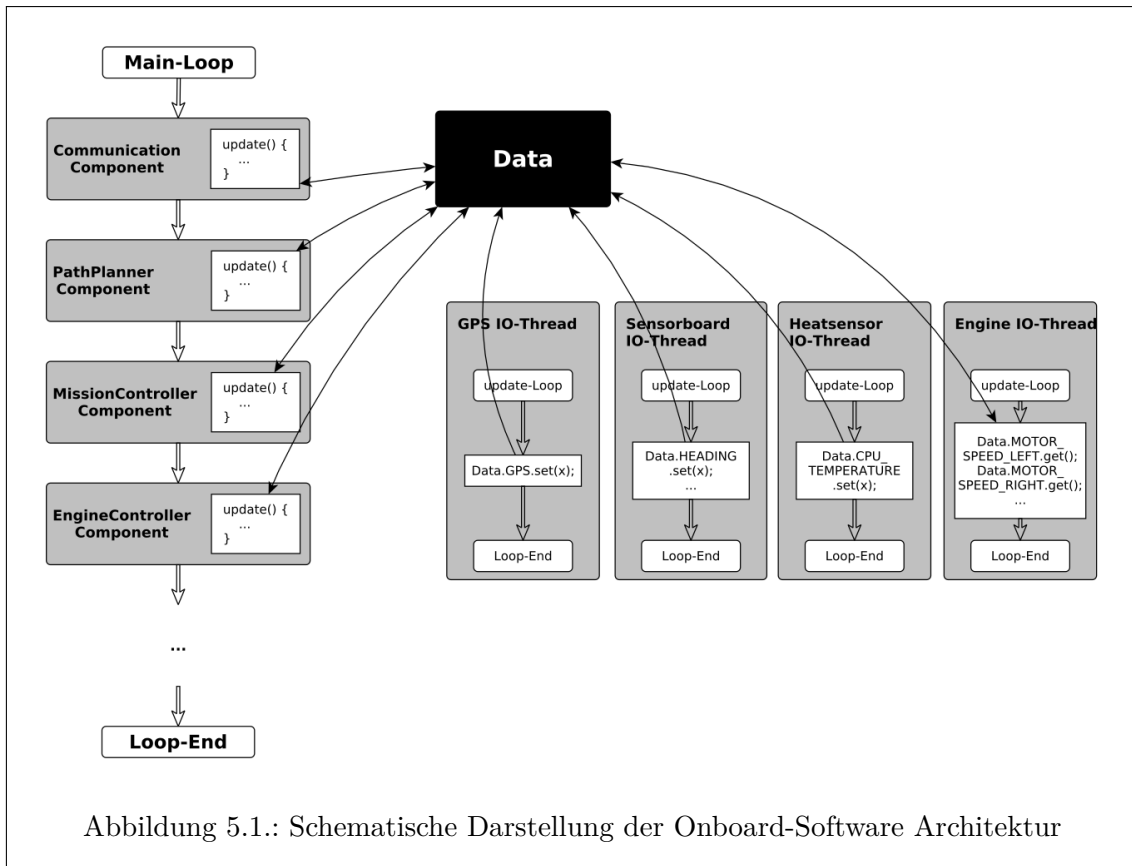 Main-Loop
Communication
Component
update() {
...
}
PathPlanner
Component
update() {
...
}
MissionController
Component
update() {
...
}
EngineController
Component
update() {
...
}
...
Loop-End
Data
GPS IO-Thread
update-Loop
Data.GPS.set(x);
Loop-End
Sensorboard
IO-Thread
update-Loop
Data.HEADING
.set(x);
...
Loop-End
Heatsensor
IO-Thread
update-Loop
Data.CPU_
TEMPERATURE
.set(x);
Loop-End
Engine IO-Thread
update-Loop
Data.MOTOR_
SPEED_LEFT.get();
Data.MOTOR_
SPEED_RIGHT.get();
...
Loop-End
Abbildung 5.1.: Schematische Darstellung der Onboard-Software Architektur